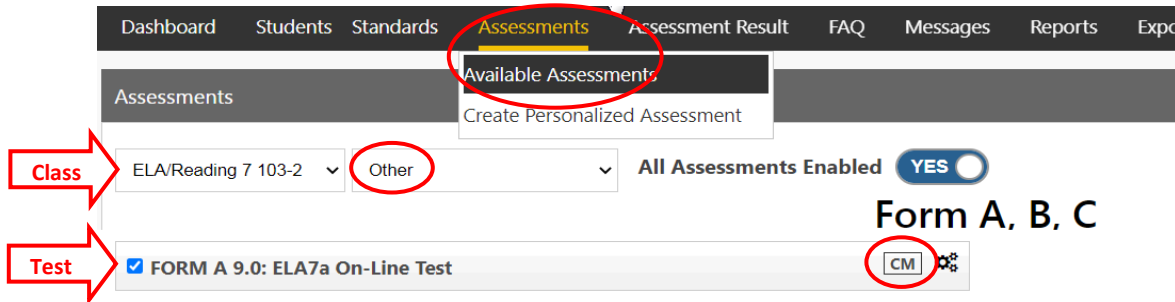 Dashboard Students Standards Assessments Assessment Result FAQ Messages Reports Expo
Available Assessments
Assessments
Create Personalized Assessment
Class ELA/Reading 7 103-2 Other All Assessments Enabled YES
Form A, B, C
Test FORM A 9.0: ELA7a On-Line Test CM